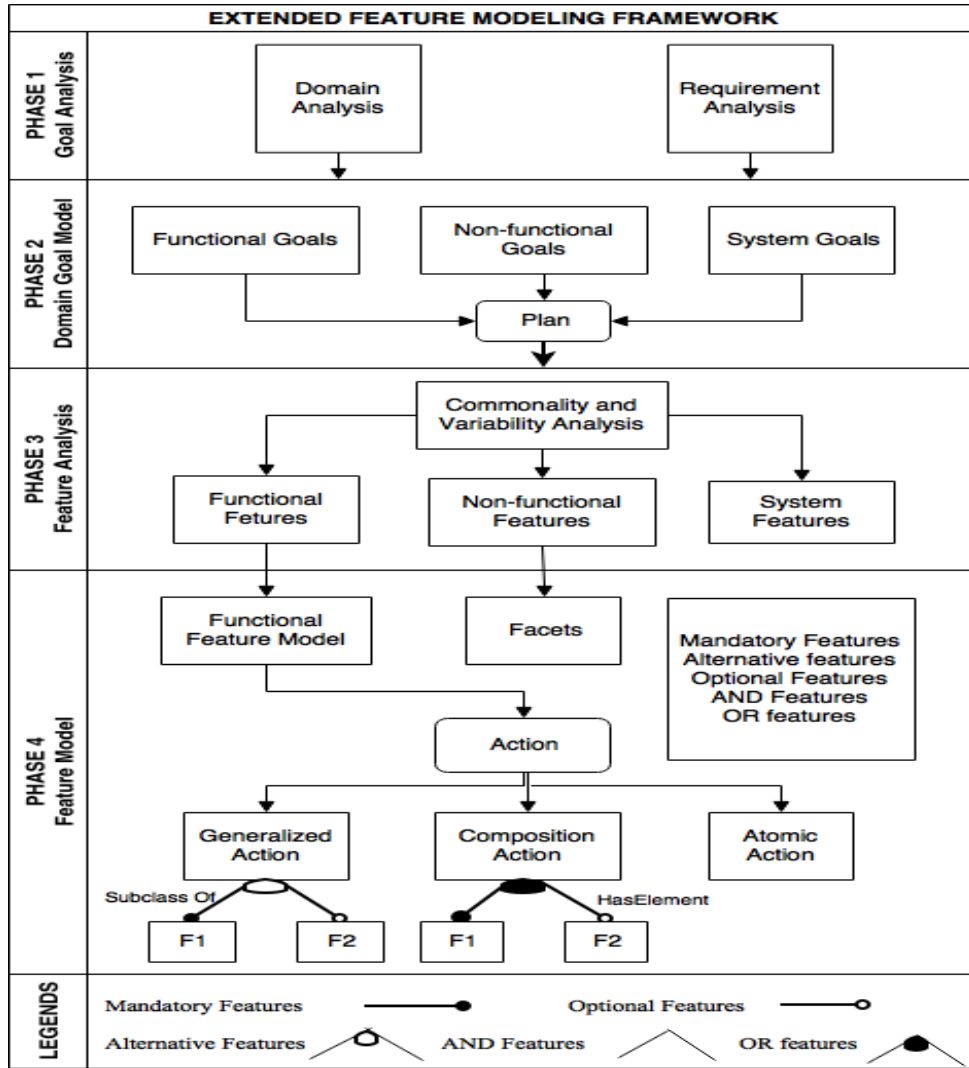 EXTENDED FEATURE MODELING FRAMEWORK
PHASE 1
Goal Analysis
Domain
Analysis
Requirement
Analysis
PHASE 2
Domain Goal Model
Functional Goals
Non-functional
Goals
System Goals
Plan
PHASE 3
Feature Analysis
Commonality and
Variability Analysis
Functional
Fetures
Non-functional
Features
System
Features
PHASE 4
Feature Model
Functional
Feature Model
Facets
Mandatory Features
Alternative features
Optional Features
AND Features
OR features
Action
Generalized
Action
Composition
Action
Atomic
Action
Subclass Of
HasElement
F1
F2
F1
F2
LEGENDS
Mandatory Features
Optional Features
Alternative Features
AND Features
OR features